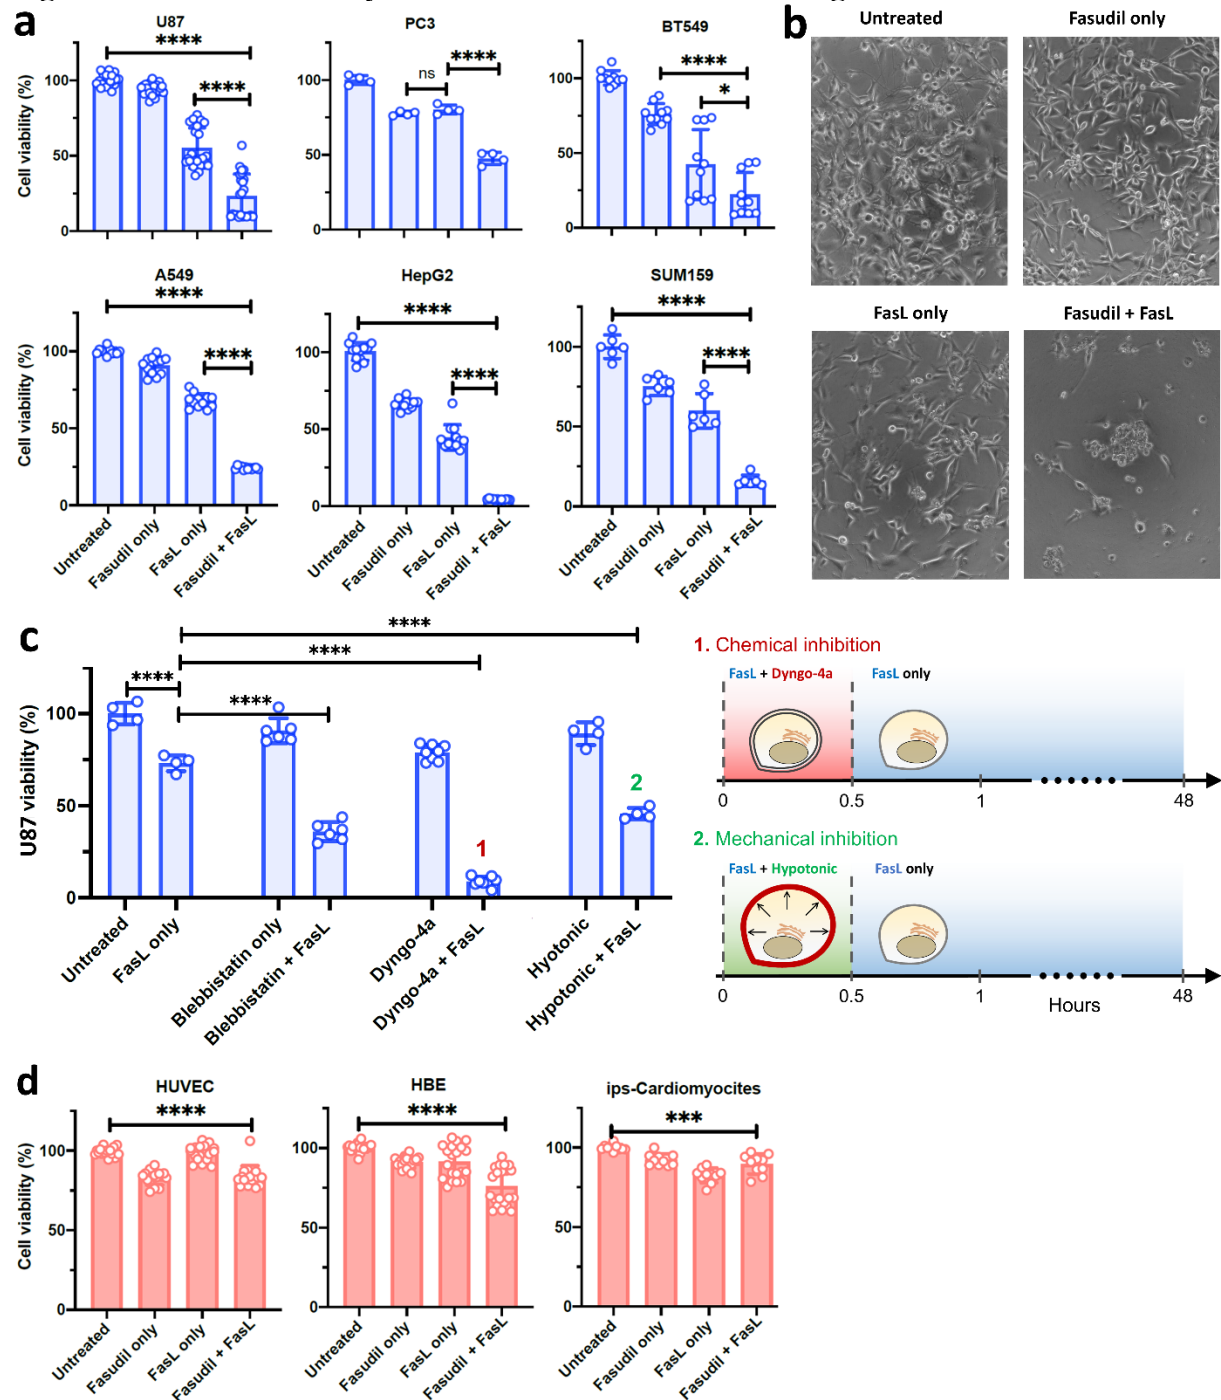 a
U87
****
****
Cell viability (%)
100
50
0
PC3
ns
****
100
50
0
BT549
****
*
100
50
0
b
Untreated
Fasudil only
FasL only
Fasudil + FasL
A549
****
****
Cell viability (%)
100
50
0
Untreated
Fasudil only
FasL only
Fasudil + FasL
HepG2
****
****
100
50
0
Untreated
Fasudil only
FasL only
Fasudil + FasL
SUM159
****
****
100
50
0
Untreated
Fasudil only
FasL only
Fasudil + FasL
c
****
****
****
****
U87 viability (%)
100
50
0
1
2
Untreated
FasL only
Blebbistatin only
Blebbistatin + FasL
Dyngo-4a
Dyngo-4a + FasL
Hyotonic
Hypotonic + FasL
1. Chemical inhibition
FasL + Dyngo-4a
FasL only
0
0.5
1
48
2. Mechanical inhibition
FasL + Hypotonic
FasL only
0
0.5
1
48
Hours
d
HUVEC
****
Cell viability (%)
100
50
0
Untreated
Fasudil only
FasL only
Fasudil + FasL
HBE
****
100
50
0
Untreated
Fasudil only
FasL only
Fasudil + FasL
ips-Cardiomyocites
***
100
50
0
Untreated
Fasudil only
FasL only
Fasudil + FasL